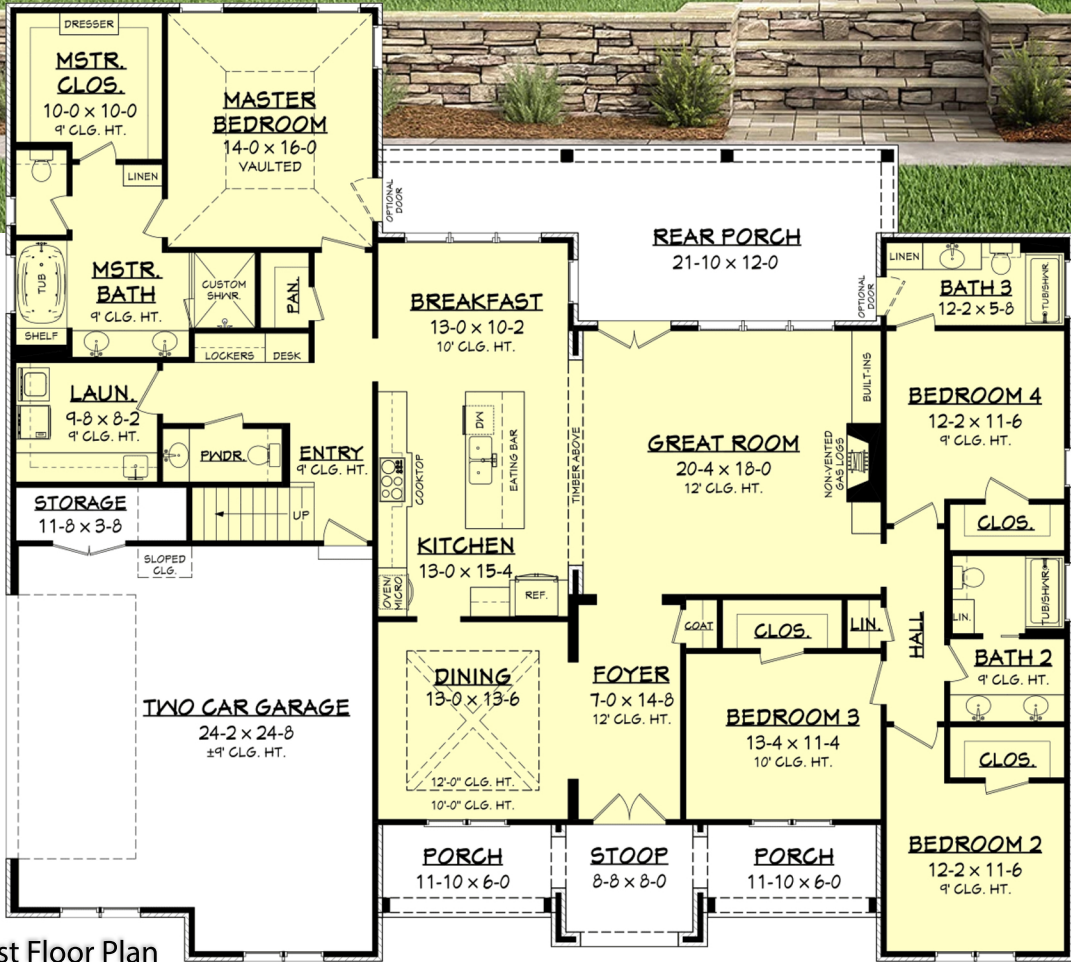 DRESSER
MSTR.
CLOS.
10-0 x 10-0
9' CLG. HT.
MASTER
BEDROOM
14-0 x 16-0
VAULTED
LINEN
OPTIONAL
DOOR
REAR PORCH
21-10 x 12-0
OPTIONAL
DOOR
LINEN
BATH 3
12-2 x 5-8
TUB/SHWR.
TUB
SHELF
MSTR.
BATH
9' CLG. HT.
CUSTOM
SHWR.
PAN.
BREAKFAST
13-0 x 10-2
10' CLG. HT.
LOCKERS
DESK
LAUN.
9-8 x 8-2
9' CLG. HT.
PWDR.
ENTRY
9' CLG. HT.
COOKTOP
DW
EATING BAR
TIMBER ABOVE
GREAT ROOM
20-4 x 18-0
12' CLG. HT.
BUILT-INS
NON-VENTED
GAS LOGS
BEDROOM 4
12-2 x 11-6
9' CLG. HT.
CLOS.
STORAGE
11-8 x 3-8
UP
SLOPED
CLG.
KITCHEN
13-0 x 15-4
OVEN/
MICRO
REF.
TUB/SHWR.
LIN.
COAT
CLOS.
LIN.
HALL
BATH 2
9' CLG. HT.
TWO CAR GARAGE
24-2 x 24-8
±9' CLG. HT.
DINING
13-0 x 13-6
12'-0" CLG. HT.
10'-0" CLG. HT.
FOYER
7-0 x 14-8
12' CLG. HT.
BEDROOM 3
13-4 x 11-4
10' CLG. HT.
CLOS.
BEDROOM 2
12-2 x 11-6
9' CLG. HT.
PORCH
11-10 x 6-0
STOOP
8-8 x 8-0
PORCH
11-10 x 6-0
st Floor Plan